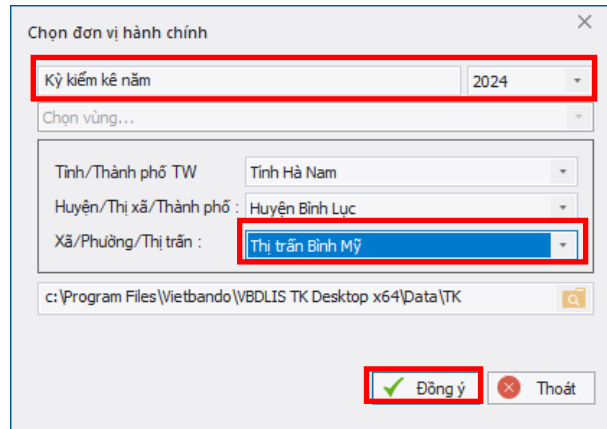 Chọn đơn vị hành chính
Kỳ kiểm kê năm 2024
Chọn vùng...
Tỉnh/Thành phố TW Tỉnh Hà Nam
Huyện/Thị xã/Thành phố : Huyện Bình Lục
Xã/Phường/Thị trấn : Thị trấn Bình Mỹ
c:\Program Files\Vietbando\VBDLIS TK Desktop x64\Data\TK
Đồng ý Thoát